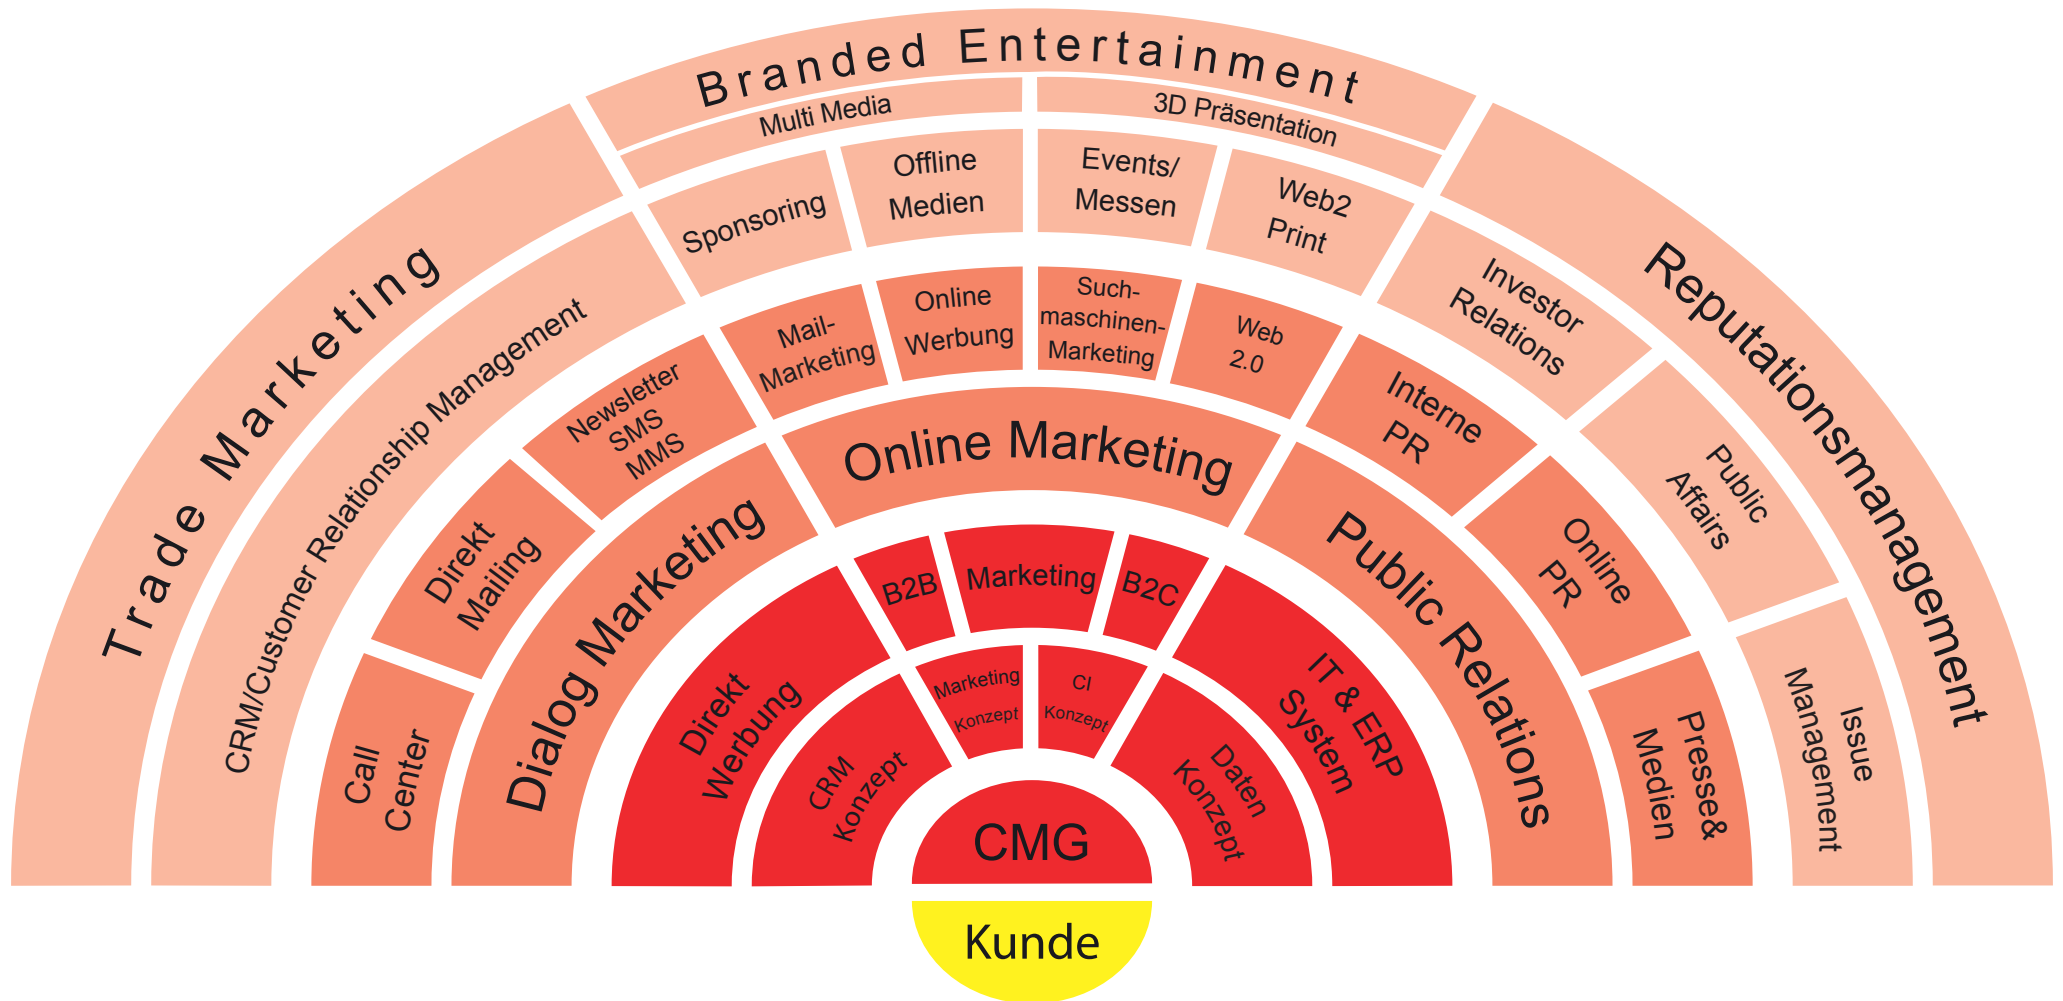 Branded Entertainment
Multi Media
3D Präsentation
Trade Marketing
Reputationsmanagement
CRM/Customer Relationship Management
Sponsoring
Offline
Medien
Events/
Messen
Web2
Print
Investor
Relations
Public
Affairs
Issue
Management
Call
Center
Direkt
Mailing
Newsletter
SMS
MMS
Mail-
Marketing
Online
Werbung
Such-
maschinen-
Marketing
Web
2.0
Interne
PR
Online
PR
Presse&
Medien
Dialog Marketing
Online Marketing
Public Relations
Direkt
Werbung
B2B
Marketing
B2C
IT & ERP
System
CRM
Konzept
Marketing
Konzept
CI
Konzept
Daten
Konzept
CMG
Kunde